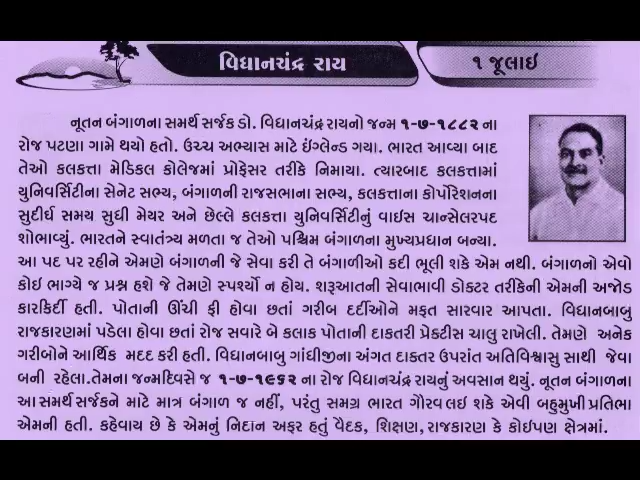 વિધાનચંદ્ર રાય
૧ જૂલાઇ
નૂતન બંગાળના સમર્થ સર્જક ડો. વિધાનચંદ્ર રાયનો જન્મ ૧-૭-૧૮૮૨ ના
રોજ પટણા ગામે થયો હતો. ઉચ્ચ અભ્યાસ માટે ઈંગ્લેન્ડ ગયા. ભારત આવ્યા બાદ
તેઓ કલકત્તા મેડિકલ કોલેજમાં પ્રોફેસર તરીકે નિમાયા. ત્યારબાદ કલકત્તામાં
યુનિવર્સિટીના સેનેટ સભ્ય, બંગાળની રાજસભાના સભ્ય, કલકત્તાના કોર્પોરેશનના
સુદીર્ઘ સમય સુધી મેયર અને છેલ્લે કલકત્તા યુનિવર્સિટીનું વાઇસ ચાન્સેલરપદ
શોભાવ્યું. ભારતને સ્વાતંત્ર્ય મળતા જ તેઓ પશ્ચિમ બંગાળના મુખ્યપ્રધાન બન્યા.
આ પદ પર રહીને એમણે બંગાળની જે સેવા કરી તે બંગાળીઓ કદી ભૂલી શકે એમ નથી. બંગાળનો એવો
કોઇ ભાગ્યે જ પ્રશ્ન હશે જે તેમણે સ્પર્શ્યો ન હોય. શરૂઆતની સેવાભાવી ડોક્ટર તરીકેની એમની અજોડ
કારકિર્દી હતી. પોતાની ઊંચી ફી હોવા છતાં ગરીબ દર્દીઓને મફત સારવાર આપતા. વિધાનબાબુ
રાજકારણમાં પડેલા હોવા છતાં રોજ સવારે બે કલાક પોતાની દાકતરી પ્રેક્ટીસ ચાલુ રાખેલી. તેમણે અનેક
ગરીબોને આર્થિક મદદ કરી હતી. વિધાનબાબુ ગાંધીજીના અંગત દાક્તર ઉપરાંત અતિવિશ્વાસુ સાથી જેવા
બની રહેલા.તેમના જન્મદિવસે જ ૧-૭-૧૯૬૨ ના રોજ વિધાનચંદ્ર રાયનું અવસાન થયું. નૂતન બંગાળના
આ સમર્થ સર્જકને માટે માત્ર બંગાળ જ નહીં, પરંતુ સમગ્ર ભારત ગૌરવ લઇ શકે એવી બહુમુખી પ્રતિભા
એમની હતી. કહેવાય છે કે એમનું નિદાન અફર હતું વૈદક, શિક્ષણ, રાજકારણ કે કોઇપણ ક્ષેત્રમાં.